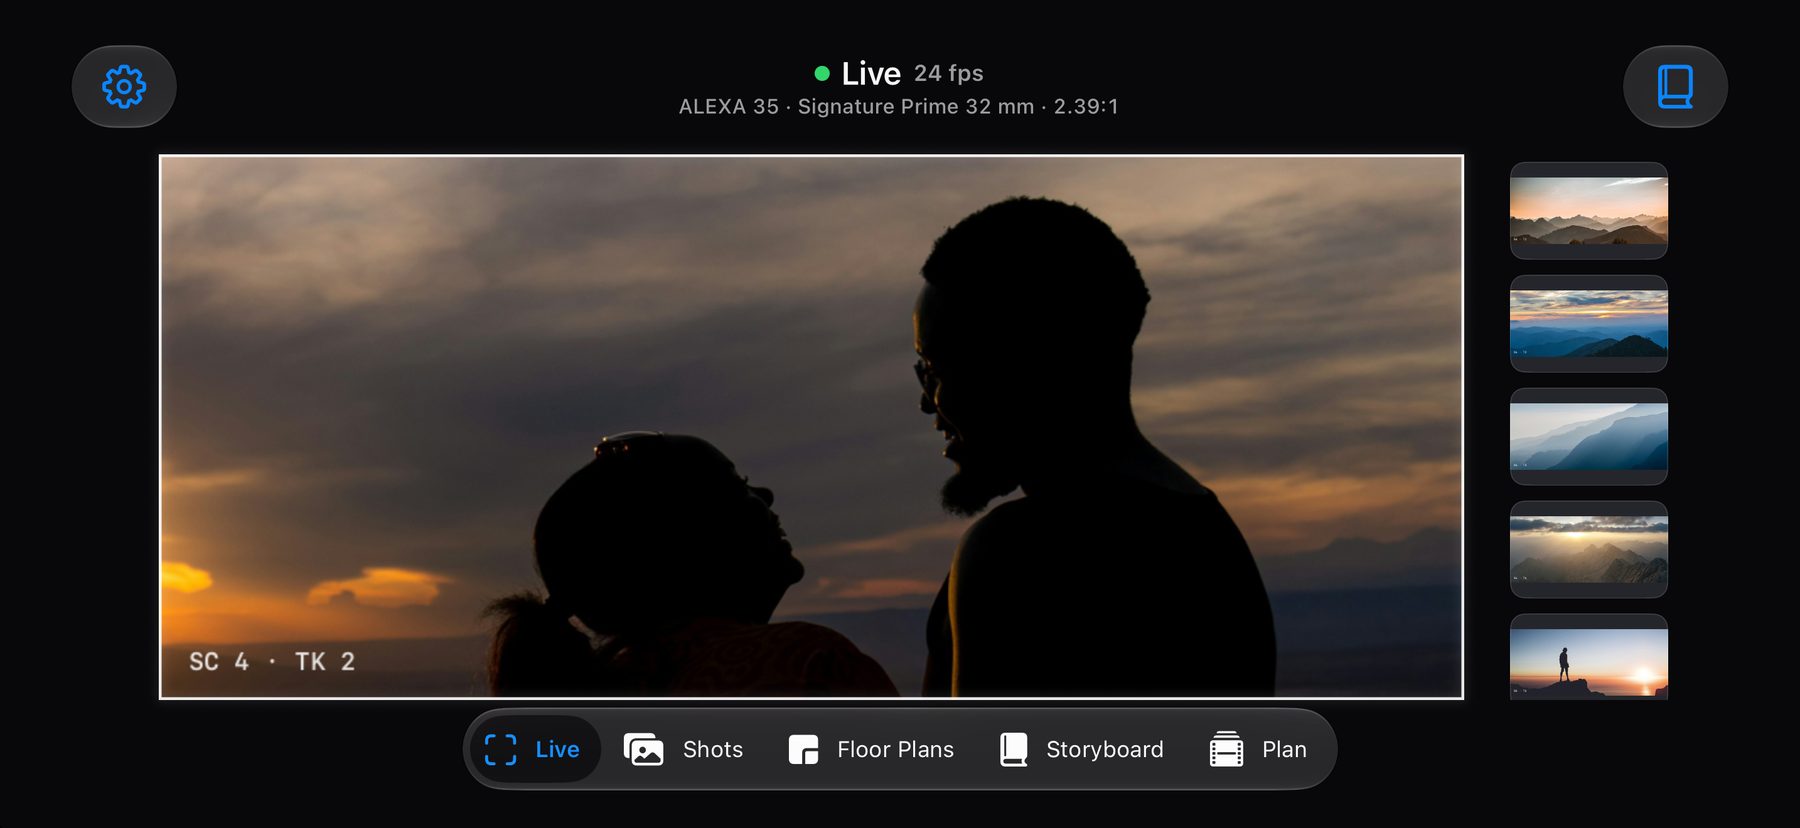 Live 24 fps
ALEXA 35 · Signature Prime 32 mm · 2.39:1
SC 4 · TK 2
Live
Shots
Floor Plans
Storyboard
Plan